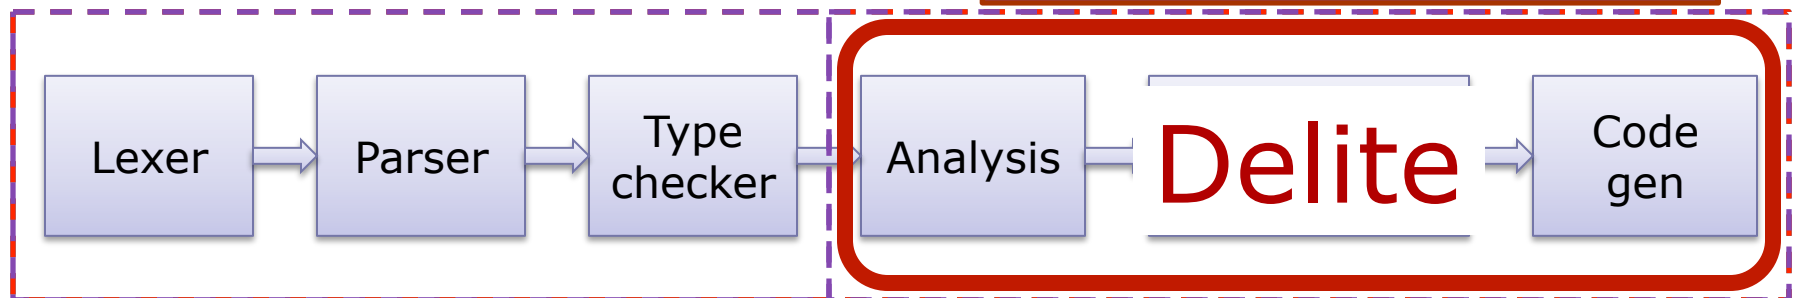 Lexer
Parser
Type
checker
Analysis
Delite
Code
gen